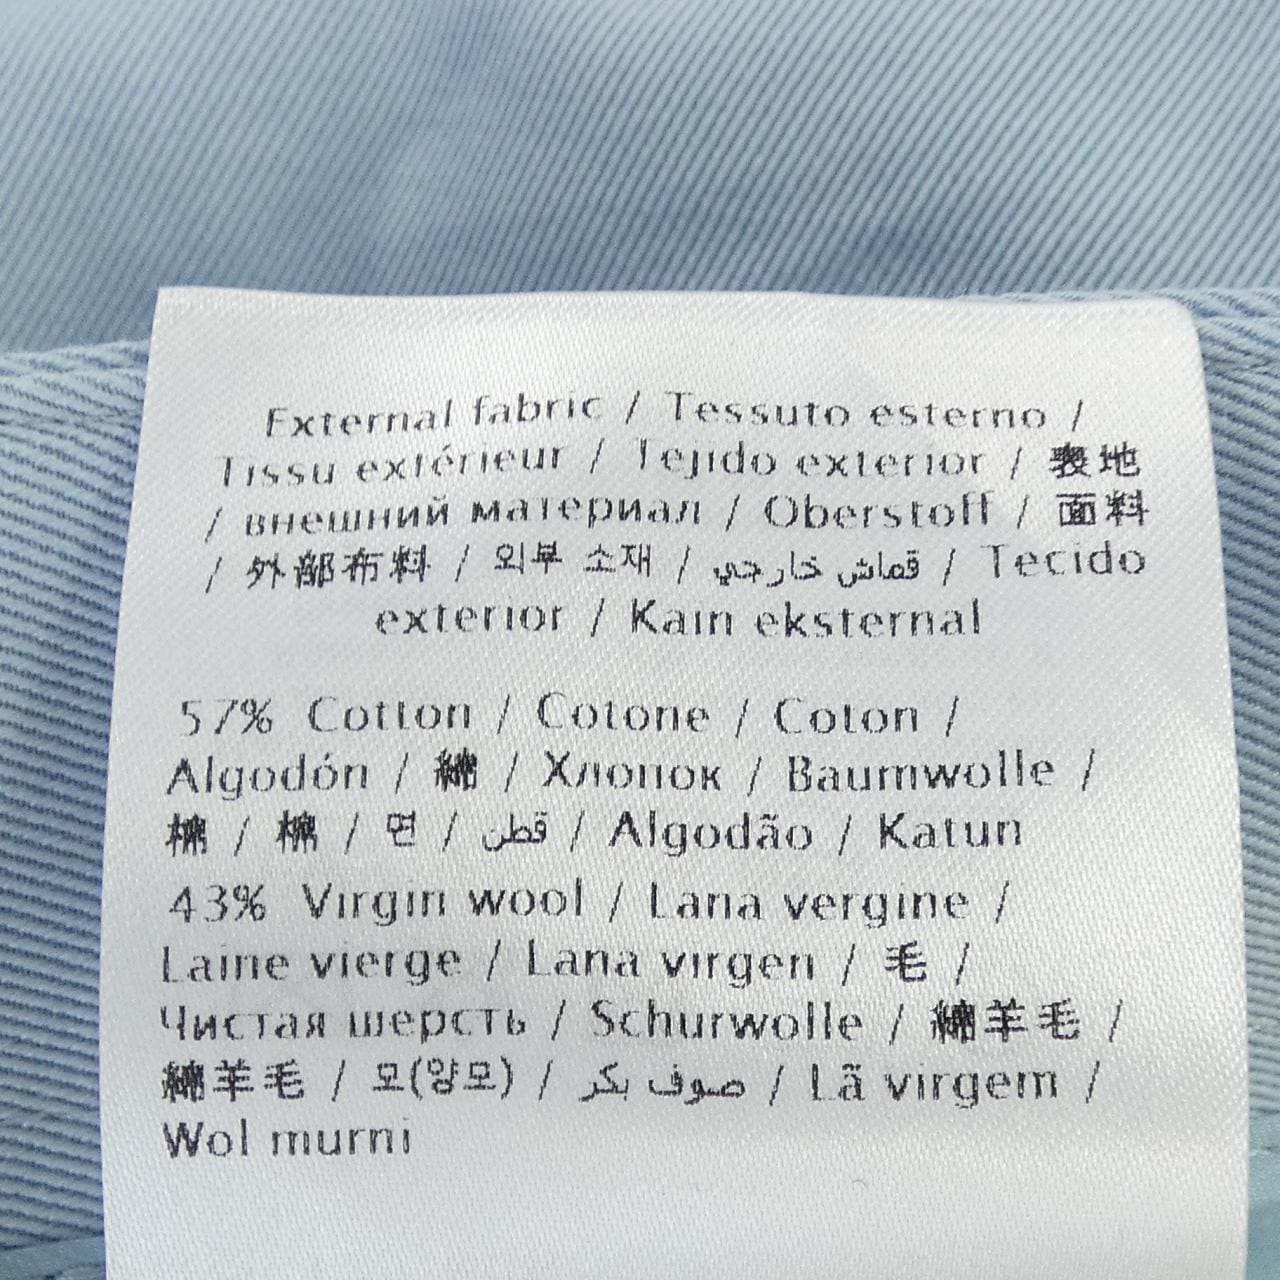 External fabric / Tessuto esterno /
Tissu extérieur / Tejido exterior / 表地
/ внешний материал / Oberstoff / 面料
/ 外部布料 / 외부 소재 / قماش خارجي / Tecido
exterior / Kain eksternal
57% Cotton / Cotone / Coton /
Algodón / 綿 / Хлопок / Baumwolle /
棉 / 棉 / 면 / قطن / Algodão / Katun
43% Virgin wool / Lana vergine /
Laine vierge / Lana virgen / 毛 /
Чистая шерсть / Schurwolle / 綿羊毛 /
綿羊毛 / 모(양모) / صوف بكر / Lã virgem /
Wol murni